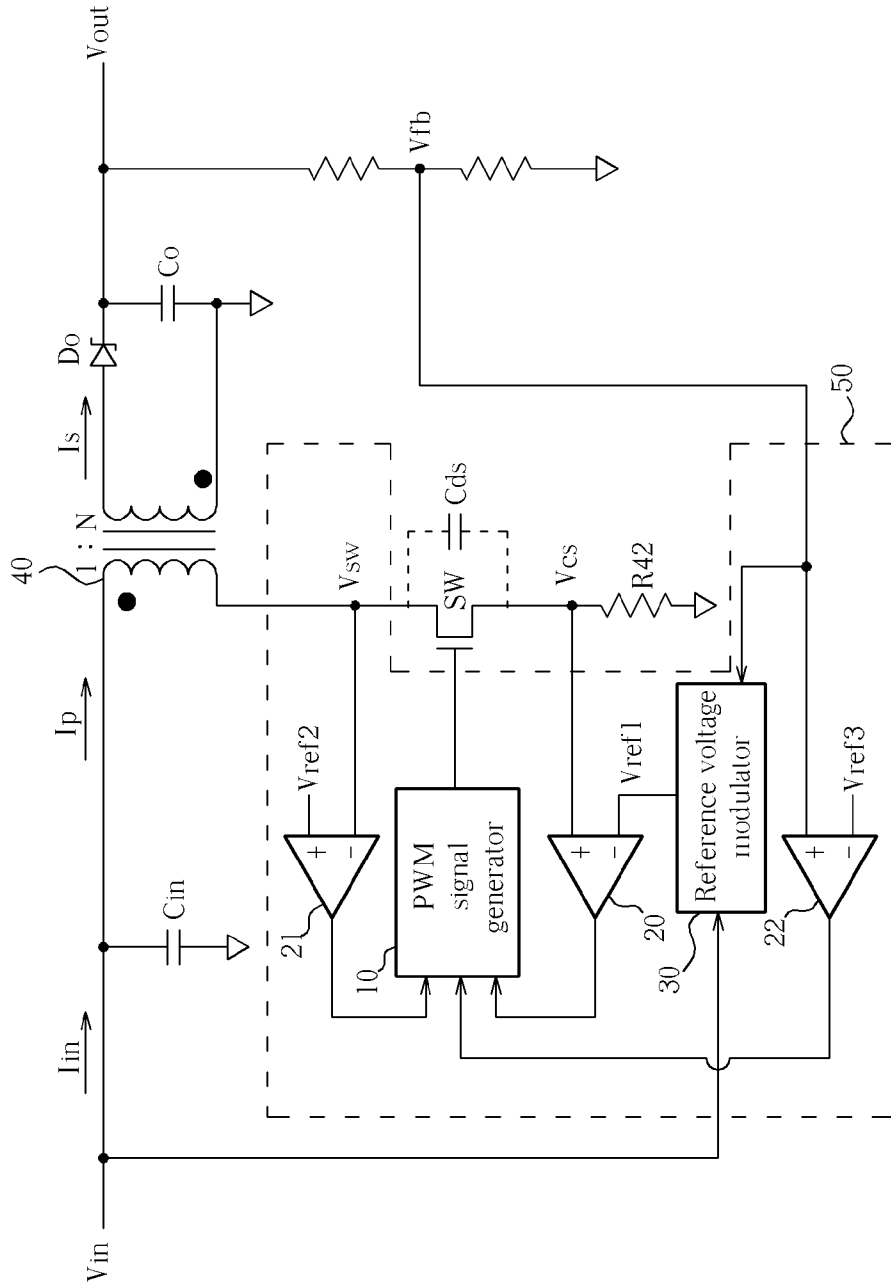 Vin
Iin
Cin
Ip
40
1 : N
Is
Do
Co
Vout
Vfb
Vref2
+
-
21
Vsw
PWM
signal
generator
10
SW
Cds
Vcs
R42
+
-
20
Vref1
Reference voltage
modulator
30
+
-
22
Vref3
50